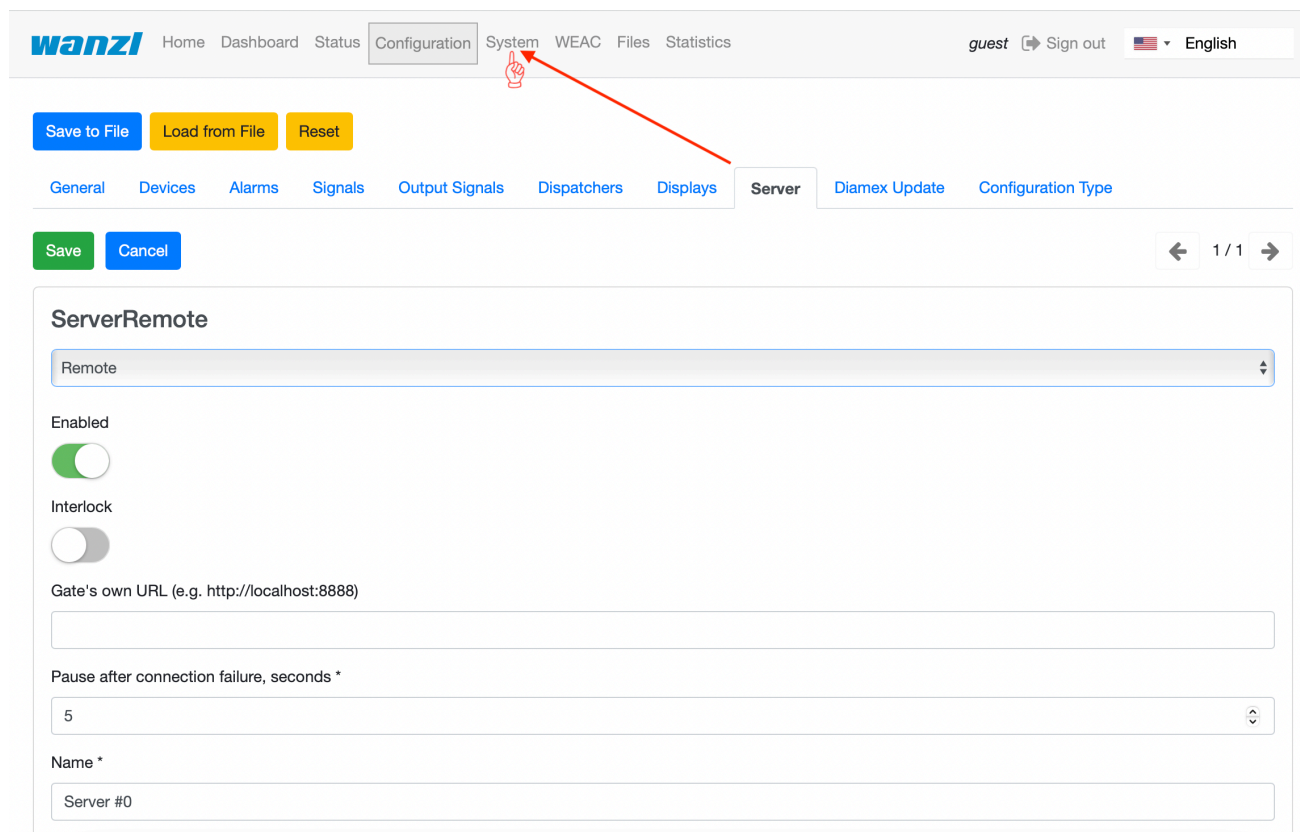 wanzl Home Dashboard Status Configuration System WEAC Files Statistics guest Sign out English
Save to File Load from File Reset
General Devices Alarms Signals Output Signals Dispatchers Displays Server Diamex Update Configuration Type
Save Cancel 1 / 1
ServerRemote
Remote
Enabled
Interlock
Gate's own URL (e.g. http://localhost:8888)
Pause after connection failure, seconds *
5
Name *
Server #0